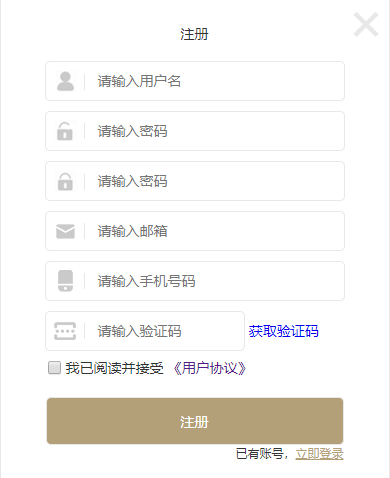 注册
请输入用户名
请输入密码
请输入密码
请输入邮箱
请输入手机号码
请输入验证码 获取验证码
我已阅读并接受 《用户协议》
注册
已有账号，立即登录